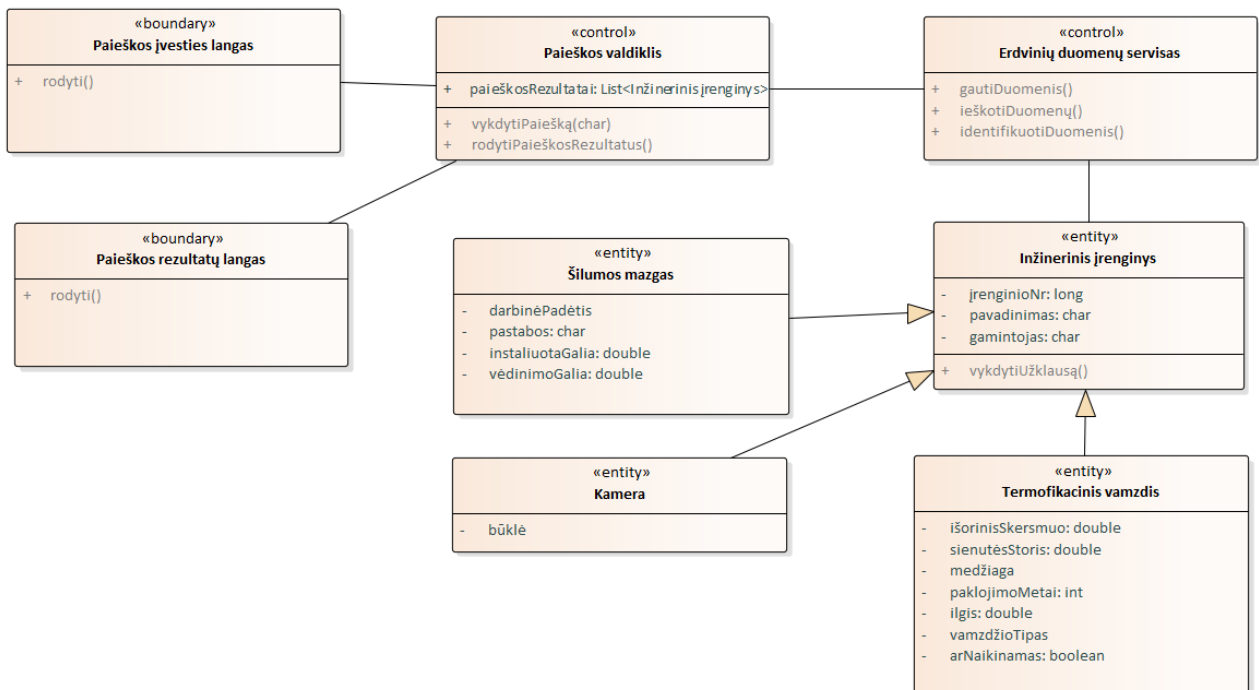 «boundary»
Paieškos įvesties langas
+ rodyti()
«control»
Paieškos valdiklis
+ paieškosRezultatai: List<Inžinerinis įrenginys>
+ vykdytiPaiešką(char)
+ rodytiPaieškosRezultatus()
«control»
Erdvinių duomenų servisas
+ gautiDuomenis()
+ ieškotiDuomenų()
+ identifikuotiDuomenis()
«boundary»
Paieškos rezultatų langas
+ rodyti()
«entity»
Šilumos mazgas
- darbinėPadėtis
- pastabos: char
- instaliuotaGalia: double
- vėdinimoGalia: double
«entity»
Inžinerinis įrenginys
- įrenginioNr: long
- pavadinimas: char
- gamintojas: char
+ vykdytiUžklausą()
«entity»
Kamera
- būklė
«entity»
Termofikacinis vamzdis
- išorinisSkersmuo: double
- sienutėsStoris: double
- medžiaga
- paklojimoMetai: int
- ilgis: double
- vamzdžioTipas
- arNaikinamas: boolean